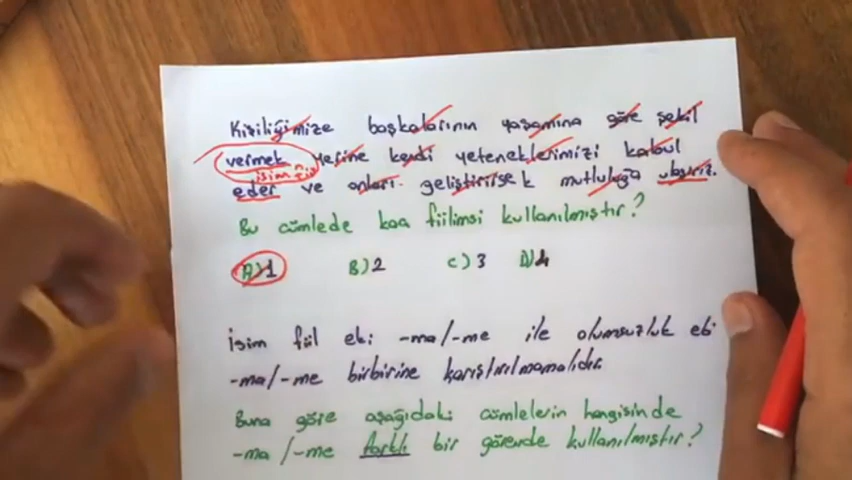 Kişiliğimize başkalarının yaşamına göre şekil
vermek yerine kendi yeteneklerimizi kabul
isim
eder ve onları geliştirirsek mutluluğa ulaşırız.
Bu cümlede kaç fiilimsi kullanılmıştır?
A) 1 B) 2 C) 3 D) 4
İsim fiil eki -ma/-me ile olumsuzluk eki
-ma/-me birbirine karıştırılmamalıdır.
Buna göre aşağıdaki cümlelerin hangisinde
-ma/-me farklı bir görevde kullanılmıştır?